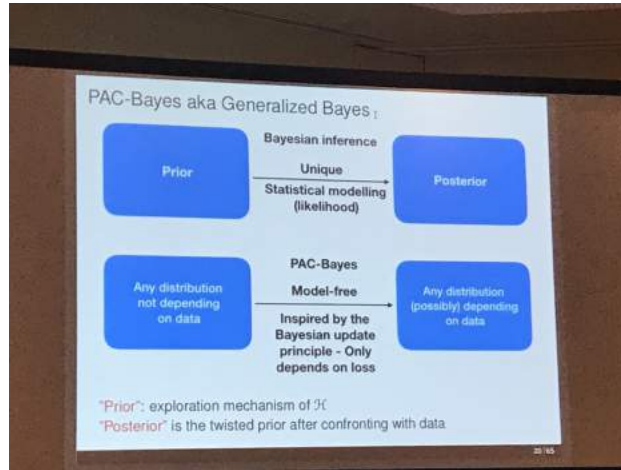 PAC-Bayes aka Generalized Bayes
Bayesian inference
Prior
Unique
Posterior
Statistical modelling
(likelihood)
PAC-Bayes
Any distribution
not depending
on data
Model-free
Any distribution
(possibly) depending
on data
Inspired by the
Bayesian update
principle - Only
depends on loss
"Prior": exploration mechanism of ℋ
"Posterior" is the twisted prior after confronting with data